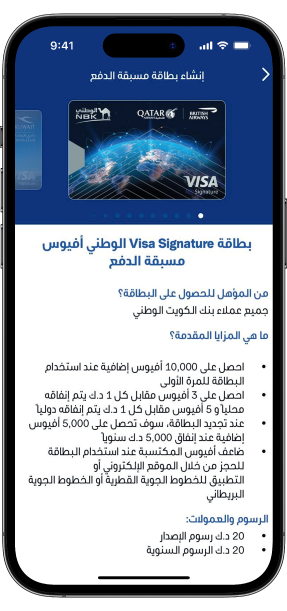 9:41
إنشاء بطاقة مسبقة الدفع
الوطني
NBK
QATAR
BRITISH AIRWAYS
VISA
Signature
بطاقة Visa Signature الوطني أفيوس
مسبقة الدفع
من المؤهل للحصول على البطاقة؟
جميع عملاء بنك الكويت الوطني
ما هي المزايا المقدمة؟
• احصل على 10,000 أفيوس إضافية عند استخدام
البطاقة للمرة الأولى
• احصل على 3 أفيوس مقابل كل 1 د.ك يتم إنفاقه
محلياً و 5 أفيوس مقابل كل 1 د.ك يتم إنفاقه دولياً
• عند تجديد البطاقة، سوف تحصل على 5,000 أفيوس
إضافية عند إنفاق 5,000 د.ك سنوياً
• ضاعف أفيوس المكتسبة عند استخدام البطاقة
للحجز من خلال الموقع الإلكتروني أو
التطبيق للخطوط الجوية القطرية أو الخطوط الجوية
البريطاني
الرسوم والعمولات:
• 20 د.ك رسوم الإصدار
• 20 د.ك الرسوم السنوية